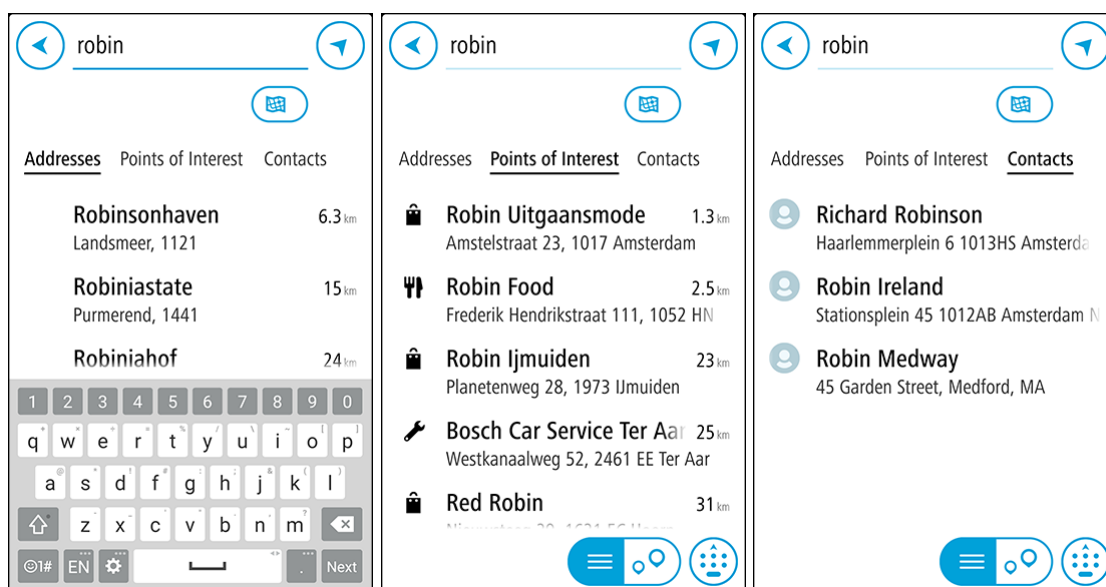 robin
Addresses Points of Interest Contacts
Robinsonhaven 6.3 km
Landsmeer, 1121
Robiniastate 15 km
Purmerend, 1441
Robiniahof 24 km
1 2 3 4 5 6 7 8 9 0
q w e r t y u i o p
a s d f g h j k l
z x c v b n m
☺1# EN . Next
robin
Addresses Points of Interest Contacts
Robin Uitgaansmode 1.3 km
Amstelstraat 23, 1017 Amsterdam
Robin Food 2.5 km
Frederik Hendrikstraat 111, 1052 HN
Robin Ijmuiden 23 km
Planetenweg 28, 1973 IJmuiden
Bosch Car Service Ter Aar 25 km
Westkanaalweg 52, 2461 EE Ter Aar
Red Robin 31 km
robin
Addresses Points of Interest Contacts
Richard Robinson
Haarlemmerplein 6 1013HS Amsterda
Robin Ireland
Stationsplein 45 1012AB Amsterdam N
Robin Medway
45 Garden Street, Medford, MA